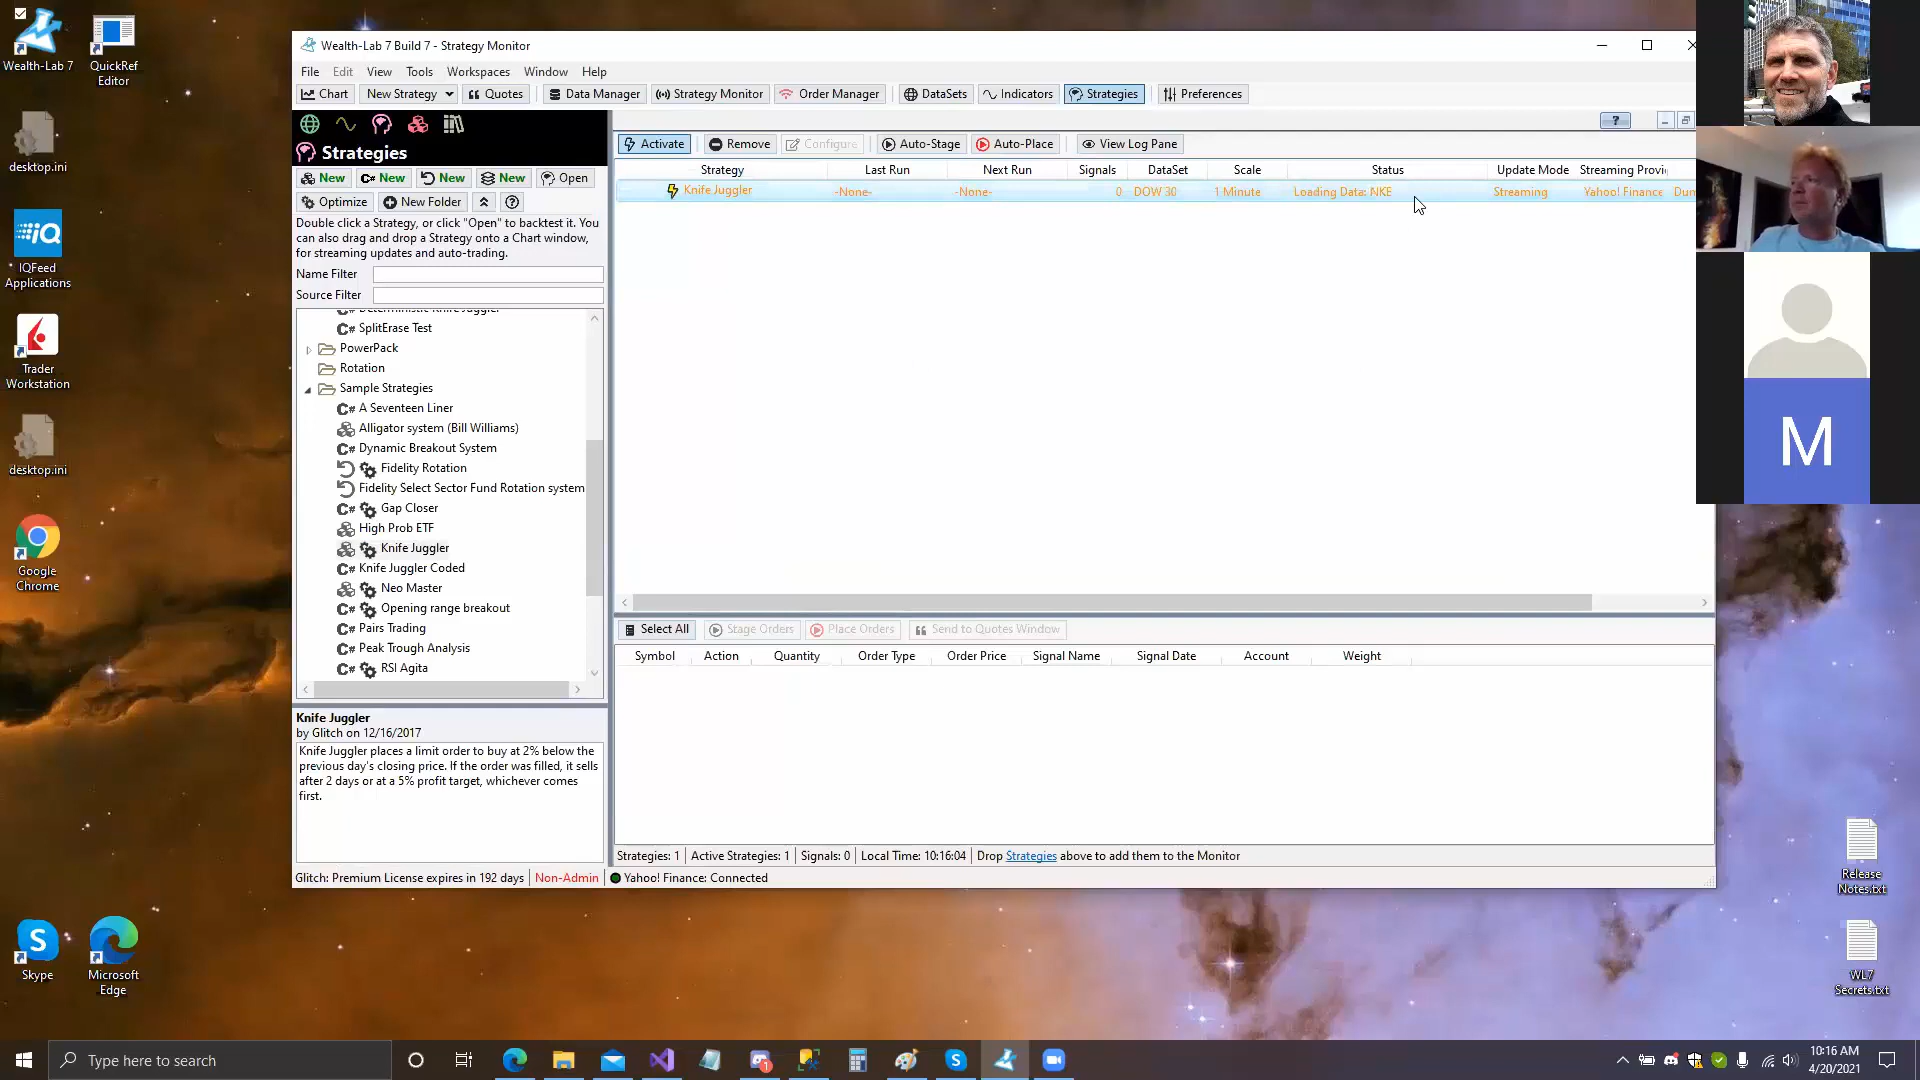 Wealth-Lab 7
QuickRef
Editor
desktop.ini
iQ
IQFeed
Applications
Trader
Workstation
desktop.ini
Google
Chrome
S
Skype
Microsoft
Edge
Wealth-Lab 7 Build 7 - Strategy Monitor
File Edit View Tools Workspaces Window Help
Chart New Strategy Quotes Data Manager Strategy Monitor Order Manager DataSets Indicators Strategies Preferences
Strategies
New C# New New New Open
Optimize New Folder ?
Double click a Strategy, or click "Open" to backtest it. You
can also drag and drop a Strategy onto a Chart window,
for streaming updates and auto-trading.
Name Filter
Source Filter
C# Deterministic Knife Juggler
C# SplitErase Test
PowerPack
Rotation
Sample Strategies
C# A Seventeen Liner
Alligator system (Bill Williams)
C# Dynamic Breakout System
Fidelity Rotation
Fidelity Select Sector Fund Rotation system
C# Gap Closer
High Prob ETF
Knife Juggler
C# Knife Juggler Coded
Neo Master
C# Opening range breakout
C# Pairs Trading
C# Peak Trough Analysis
C# RSI Agita
Knife Juggler
by Glitch on 12/16/2017
Knife Juggler places a limit order to buy at 2% below the
previous day's closing price. If the order was filled, it sells
after 2 days or at a 5% profit target, whichever comes
first.
?
Activate Remove Configure Auto-Stage Auto-Place View Log Pane
Strategy Last Run Next Run Signals DataSet Scale Status Update Mode Streaming Provi
Knife Juggler -None- -None- 0 DOW 30 1 Minute Loading Data: NKE Streaming Yahoo! Finance Dum
Select All Stage Orders Place Orders Send to Quotes Window
Symbol Action Quantity Order Type Order Price Signal Name Signal Date Account Weight
Strategies: 1 Active Strategies: 1 Signals: 0 Local Time: 10:16:04 Drop Strategies above to add them to the Monitor
Glitch: Premium License expires in 192 days Non-Admin Yahoo! Finance: Connected
M
Release
Notes.txt
WL7
Secrets.txt
Type here to search
10:16 AM
4/20/2021